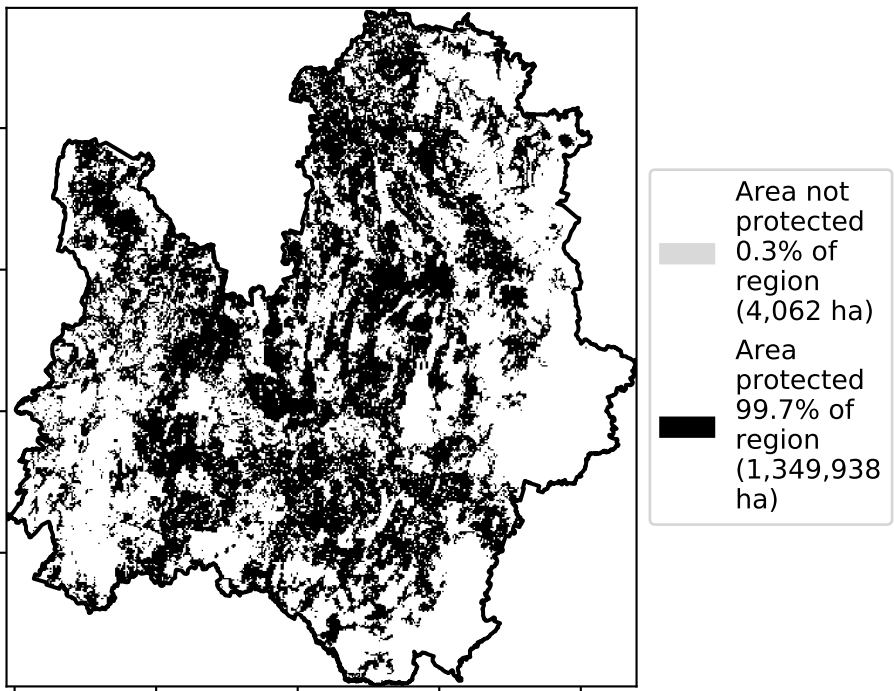 Area not
protected
0.3% of
region
(4,062 ha)
Area
protected
99.7% of
region
(1,349,938
ha)